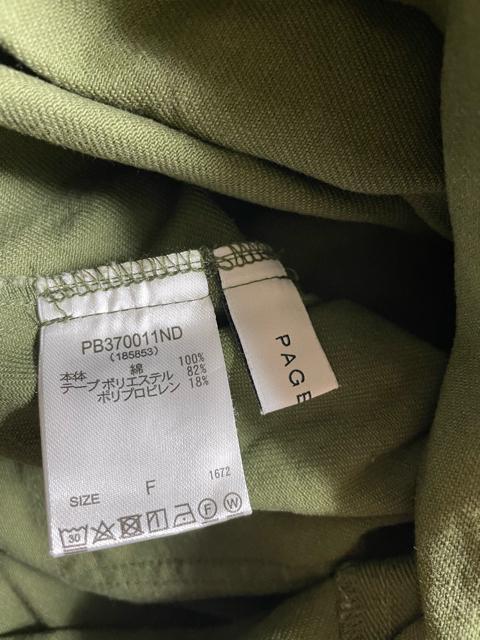 PB370011ND
(185853)
本体 綿 100%
テープ ポリエステル 82%
ポリプロピレン 18%
1672
SIZE F
30
F W
PAGE